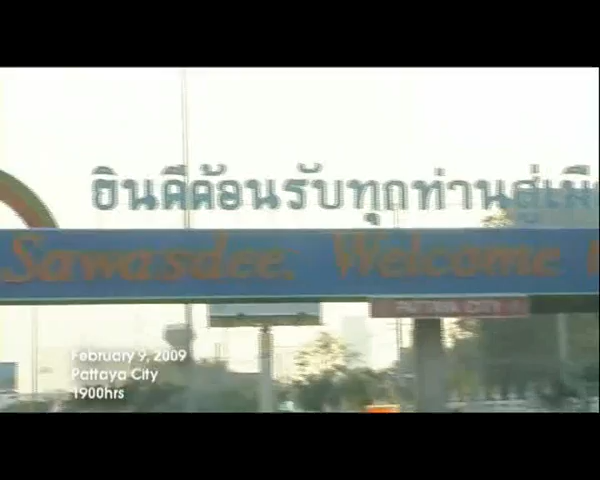 ยินดีต้อนรับทุกท่านสู่เมื
Sawasdee. Welcome
PATTAYA CITY
February 9, 2009
Pattaya City
1900hrs